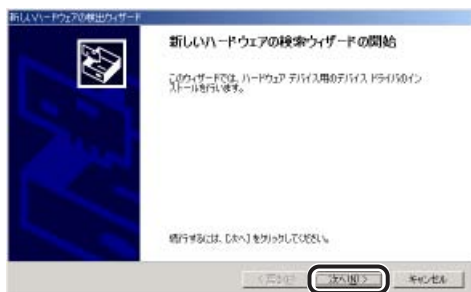 新しいハードウェアの検出ウィザード
新しいハードウェアの検索ウィザードの開始
このウィザードでは、ハードウェア デバイス用のデバイス ドライバのイン
ストールを行います。
続行するには、[次へ] をクリックしてください。
< 戻る(B)
次へ(N) >
キャンセル